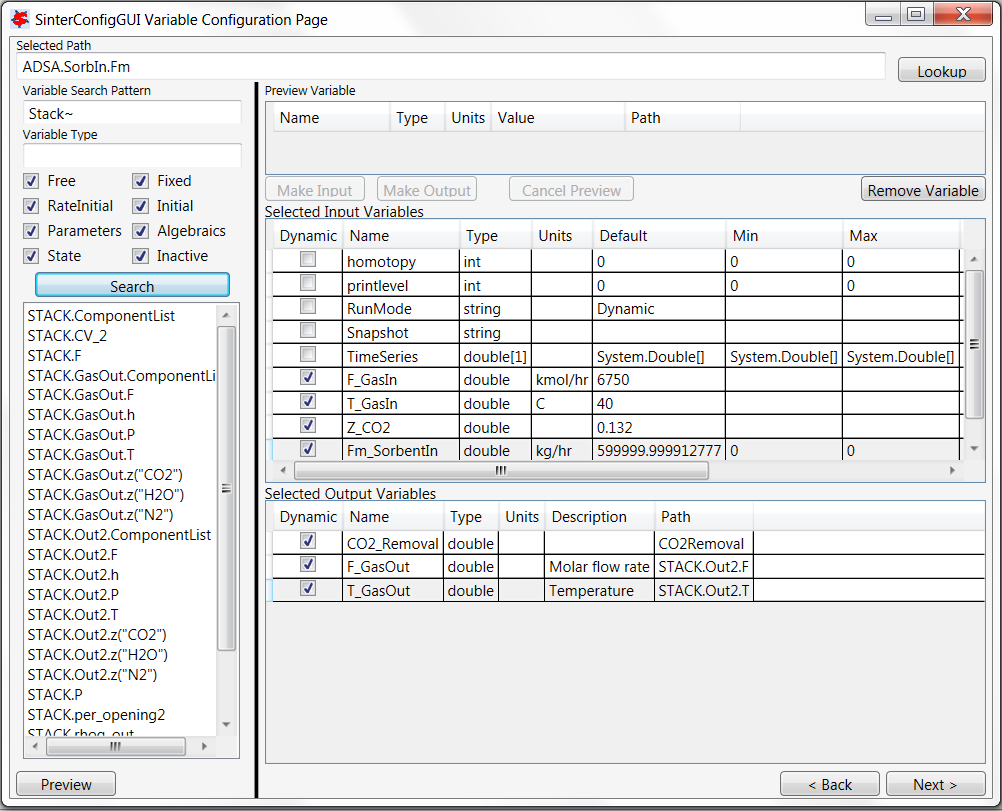 SinterConfigGUI Variable Configuration Page
Selected Path
ADSA.SorbIn.Fm
Lookup
Variable Search Pattern
Stack~
Variable Type
Free Fixed
RateInitial Initial
Parameters Algebraics
State Inactive
Search
STACK.ComponentList
STACK.CV_2
STACK.F
STACK.GasOut.ComponentLi
STACK.GasOut.F
STACK.GasOut.h
STACK.GasOut.P
STACK.GasOut.T
STACK.GasOut.z("CO2")
STACK.GasOut.z("H2O")
STACK.GasOut.z("N2")
STACK.Out2.ComponentList
STACK.Out2.F
STACK.Out2.h
STACK.Out2.P
STACK.Out2.T
STACK.Out2.z("CO2")
STACK.Out2.z("H2O")
STACK.Out2.z("N2")
STACK.P
STACK.per_opening2
STACK.rhog_out
Preview
Preview Variable
Name Type Units Value Path
Make Input Make Output Cancel Preview Remove Variable
Selected Input Variables
Dynamic Name Type Units Default Min Max
homotopy int 0 0 0
printlevel int 0 0 0
RunMode string Dynamic
Snapshot string
TimeSeries double[1] System.Double[] System.Double[] System.Double[]
F_GasIn double kmol/hr 6750
T_GasIn double C 40
Z_CO2 double 0.132
Fm_SorbentIn double kg/hr 599999.999912777 0 0
Selected Output Variables
Dynamic Name Type Units Description Path
CO2_Removal double CO2Removal
F_GasOut double Molar flow rate STACK.Out2.F
T_GasOut double Temperature STACK.Out2.T
< Back Next >